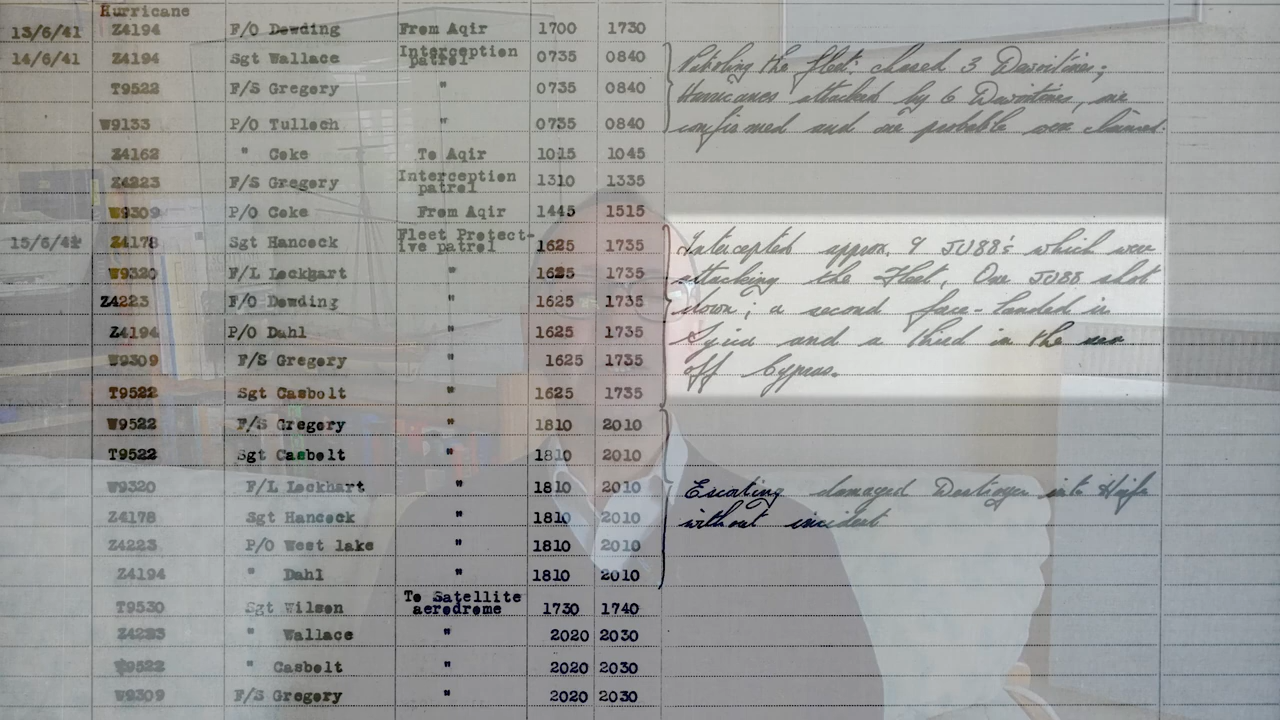 Hurricane
13/6/41 Z4194 F/O Dowding From Aqir 1700 1730
14/6/41 Z4194 Sgt Wallace Interception patrol 0735 0840 Patroling the fleet: chased 3 Dewoitines;
T9522 F/S Gregory " 0735 0840 Hurricanes attacked by 6 Dewoitines, one
W9133 P/O Tulloch " 0735 0840 confirmed and one probable were claimed.
Z4162 " Coke To Aqir 1015 1045
Z4223 F/S Gregory Interception patrol 1310 1335
W9309 P/O Coke From Aqir 1445 1515
15/6/41 Z4178 Sgt Hancock Fleet Protect-ive patrol 1625 1735 Intercepted approx. 9 JU88's which were
W9320 F/L Lockhart " 1625 1735 attacking the Fleet, One JU88 shot
Z4223 F/O Dowding " 1625 1735 down; a second face-landed in
Z4194 P/O Dahl " 1625 1735 Syria and a third in the sea
W9309 F/S Gregory " 1625 1735 off Cyprus.
T9522 Sgt Casbolt " 1625 1735
W9522 F/S Gregory " 1810 2010
T9522 Sgt Casbolt " 1810 2010
W9320 F/L Lockhart " 1810 2010 Escorting damaged Destroyer into Haifa
Z4178 Sgt Hancock " 1810 2010 without incident
Z4223 P/O West lake " 1810 2010
Z4194 " Dahl " 1810 2010
T9530 Sgt Wilson To Satellite aerodrome 1730 1740
Z4223 " Wallace " 2020 2030
W9522 " Casbolt " 2020 2030
W9309 F/S Gregory " 2020 2030